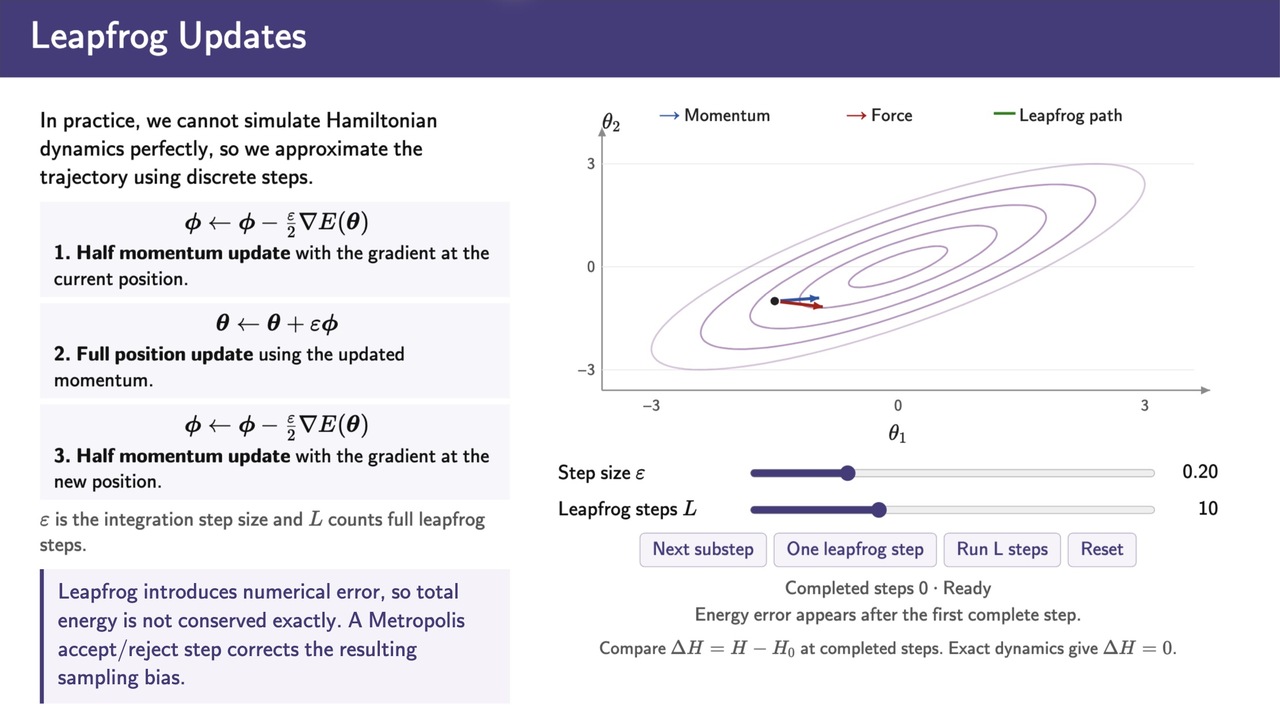 Leapfrog Updates
In practice, we cannot simulate Hamiltonian
dynamics perfectly, so we approximate the
trajectory using discrete steps.
ϕ ← ϕ − ε/2 ∇E(θ)
1. Half momentum update with the gradient at the
current position.
θ ← θ + εϕ
2. Full position update using the updated
momentum.
ϕ ← ϕ − ε/2 ∇E(θ)
3. Half momentum update with the gradient at the
new position.
ε is the integration step size and L counts full leapfrog
steps.
Leapfrog introduces numerical error, so total
energy is not conserved exactly. A Metropolis
accept/reject step corrects the resulting
sampling bias.
θ₂
Momentum
Force
Leapfrog path
3
0
−3
−3
0
3
θ₁
Step size ε
0.20
Leapfrog steps L
10
Next substep
One leapfrog step
Run L steps
Reset
Completed steps 0 · Ready
Energy error appears after the first complete step.
Compare ΔH = H − H₀ at completed steps. Exact dynamics give ΔH = 0.